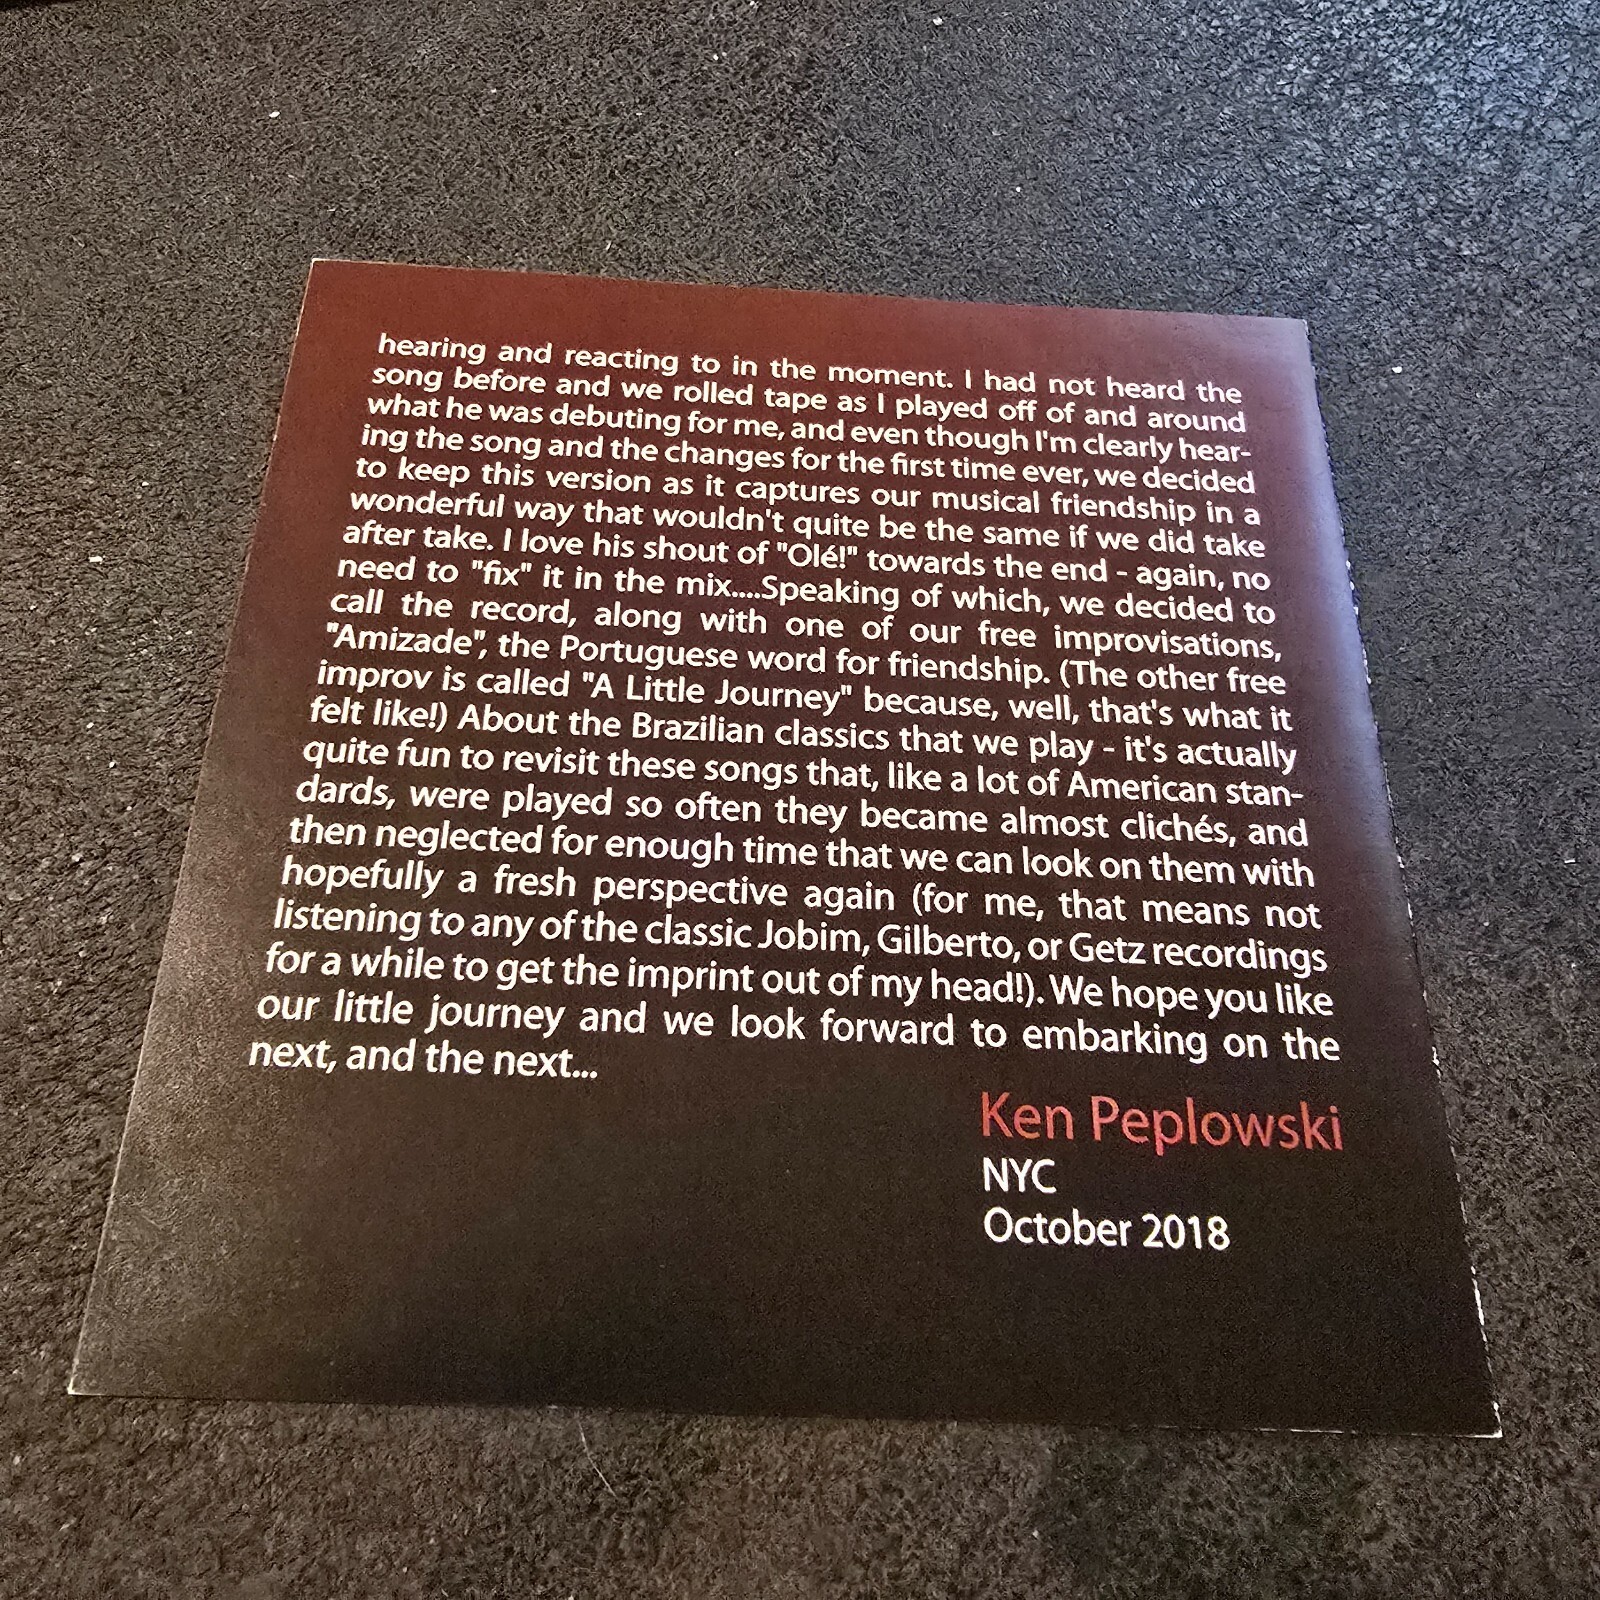 hearing and reacting to in the moment. I had not heard the
song before and we rolled tape as I played off of and around
what he was debuting for me, and even though I'm clearly hear-
ing the song and the changes for the first time ever, we decided
to keep this version as it captures our musical friendship in a
wonderful way that wouldn't quite be the same if we did take
after take. I love his shout of "Olé!" towards the end - again, no
need to "fix" it in the mix....Speaking of which, we decided to
call the record, along with one of our free improvisations,
"Amizade", the Portuguese word for friendship. (The other free
improv is called "A Little Journey" because, well, that's what it
felt like!) About the Brazilian classics that we play - it's actually
quite fun to revisit these songs that, like a lot of American stan-
dards, were played so often they became almost clichés, and
then neglected for enough time that we can look on them with
hopefully a fresh perspective again (for me, that means not
listening to any of the classic Jobim, Gilberto, or Getz recordings
for a while to get the imprint out of my head!). We hope you like
our little journey and we look forward to embarking on the
next, and the next...
Ken Peplowski
NYC
October 2018